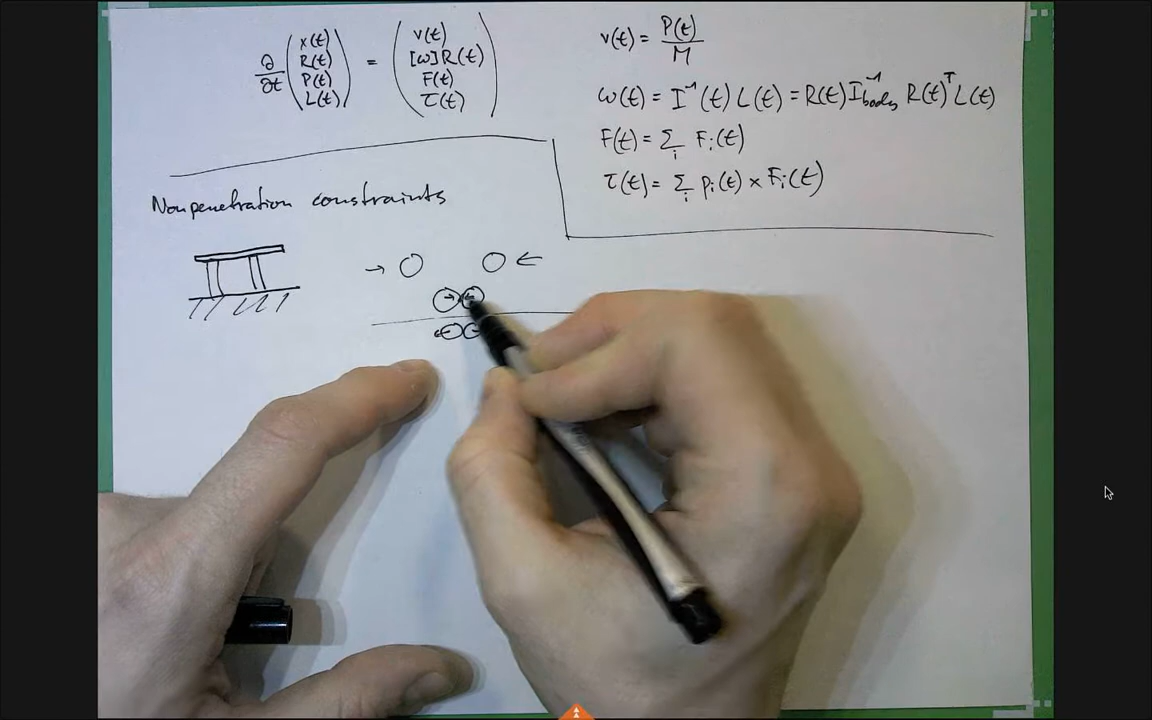 ∂/∂t (x(t) R(t) P(t) L(t)) = (v(t) [ω]R(t) F(t) τ(t))
v(t) = P(t)/M
ω(t) = I⁻¹(t) L(t) = R(t) I⁻¹body R(t)ᵀ L(t)
F(t) = Σᵢ Fᵢ(t)
τ(t) = Σᵢ pᵢ(t) × Fᵢ(t)
Nonpenetration constraints